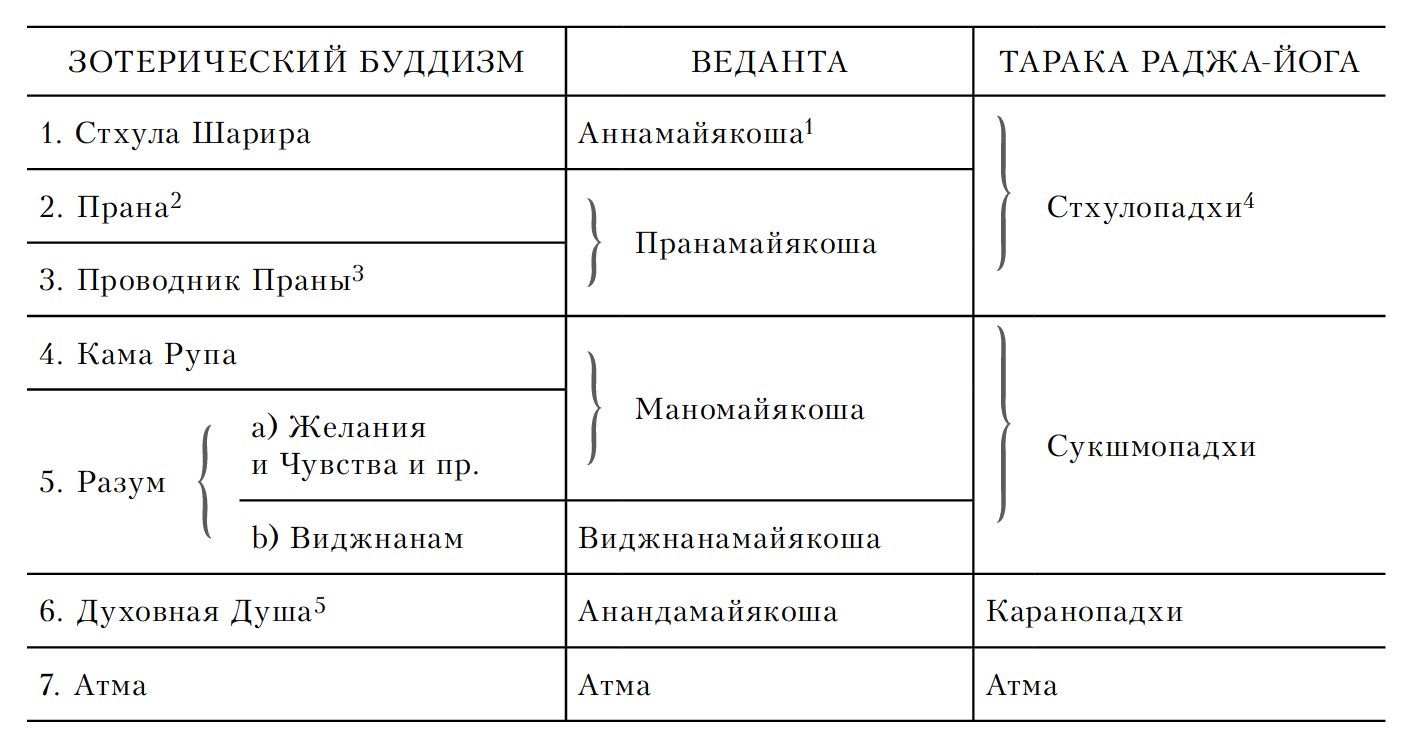 ЗОТЕРИЧЕСКИЙ БУДДИЗМ ВЕДАНТА ТАРАКА РАДЖА-ЙОГА
1. Стхула Шарира Аннамайякоша1
2. Прана2 Стхулопадхи4
Пранамайякоша
3. Проводник Праны3
4. Кама Рупа
Маномайякоша
a) Желания
и Чувства и пр.
Сукшмопадхи
5. Разум
b) Виджнанам Виджнанамайякоша
6. Духовная Душа5 Анандамайякоша Каранопадхи
7. Атма Атма Атма